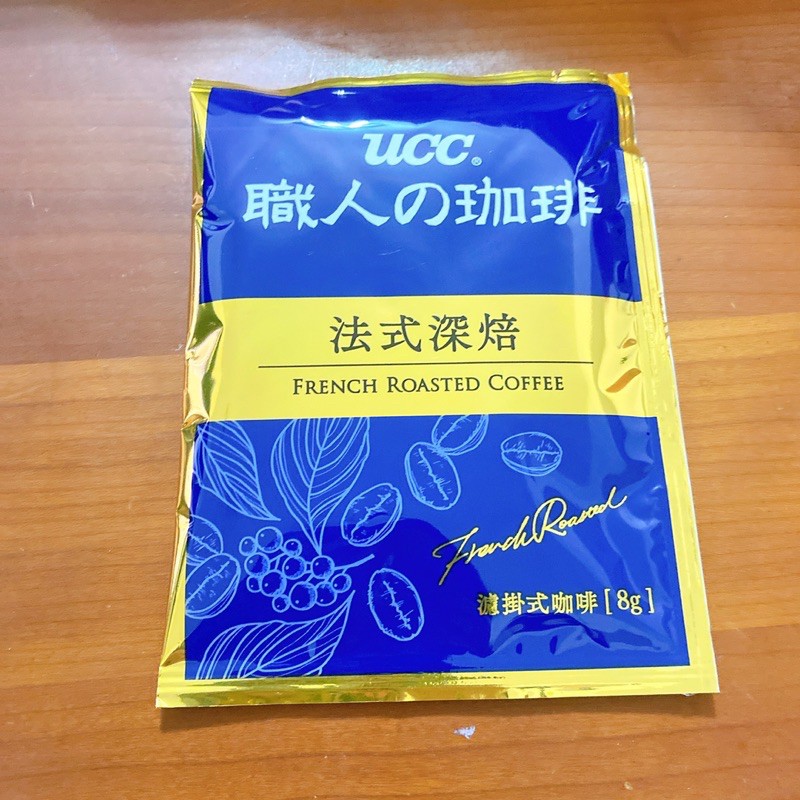 UCC®
職人の珈琲
法式深焙
FRENCH ROASTED COFFEE
French Roasted
濾掛式咖啡[8g]